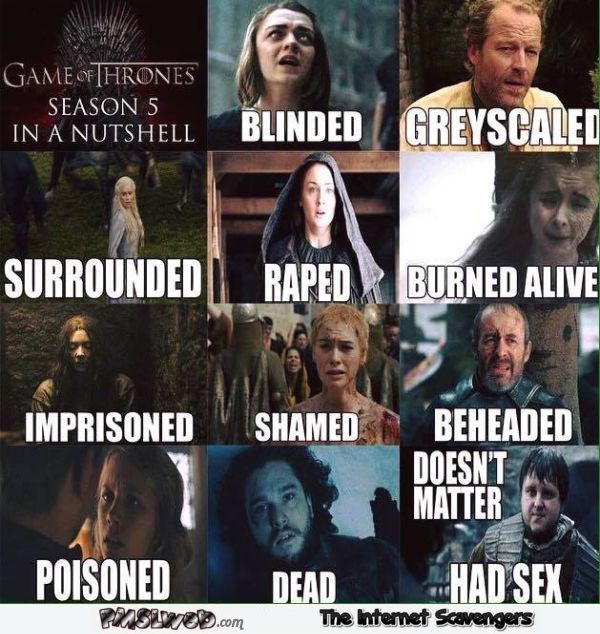 GAME OF THRONES
SEASON 5
IN A NUTSHELL
BLINDED
GREYSCALED
SURROUNDED
RAPED
BURNED ALIVE
IMPRISONED
SHAMED
BEHEADED
POISONED
DEAD
DOESN'T
MATTER
HAD SEX
PMSLWEB.com
The Internet Scavengers